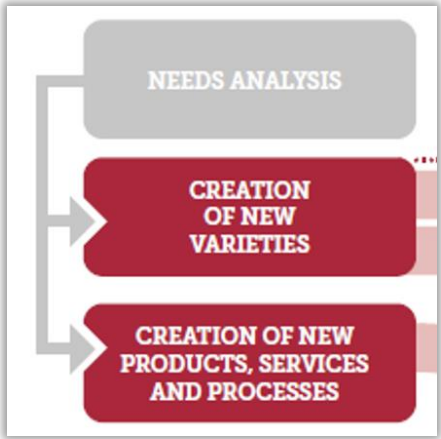 NEEDS ANALYSIS
CREATION
OF NEW
VARIETIES
CREATION OF NEW
PRODUCTS, SERVICES
AND PROCESSES